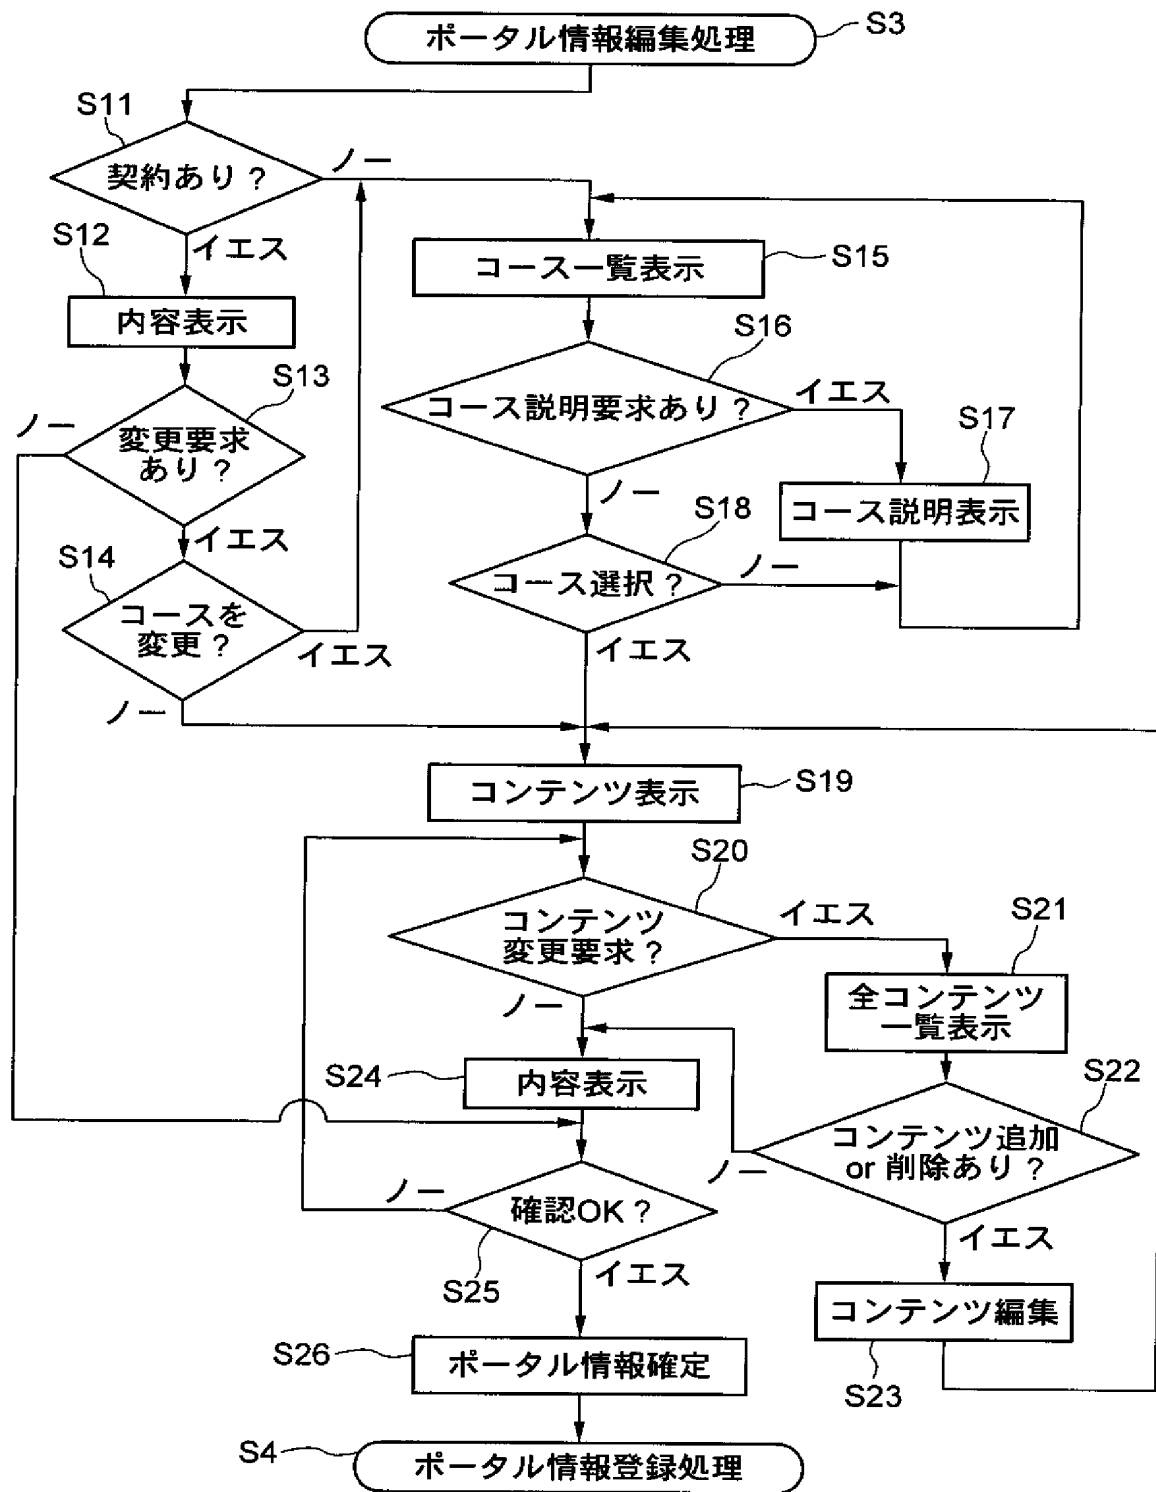 ポータル情報編集処理
S3
S11
契約あり？
ノー
S12
イエス
内容表示
コース一覧表示
S15
S16
S13
コース説明要求あり？
イエス
ノー
変更要求
あり？
S17
ノー
S18
コース説明表示
イエス
S14
コース選択？
ノー
コースを
変更？
イエス
イエス
ノー
コンテンツ表示
S19
S20
コンテンツ
変更要求？
イエス
S21
ノー
全コンテンツ
一覧表示
S24
内容表示
S22
コンテンツ追加
or 削除あり？
ノー
ノー
確認OK？
イエス
S25
イエス
コンテンツ編集
S26
ポータル情報確定
S23
S4
ポータル情報登録処理